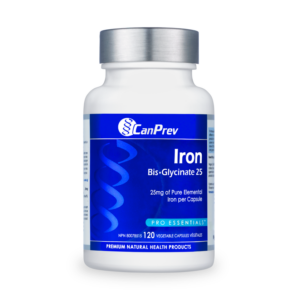 CanPrev
Iron
Bis-Glycinate 25
25mg of Pure Elemental
Iron per Capsule
PRO ESSENTIALS
120 VEGETABLE CAPSULES
PREMIUM NATURAL HEALTH PRODUCTS